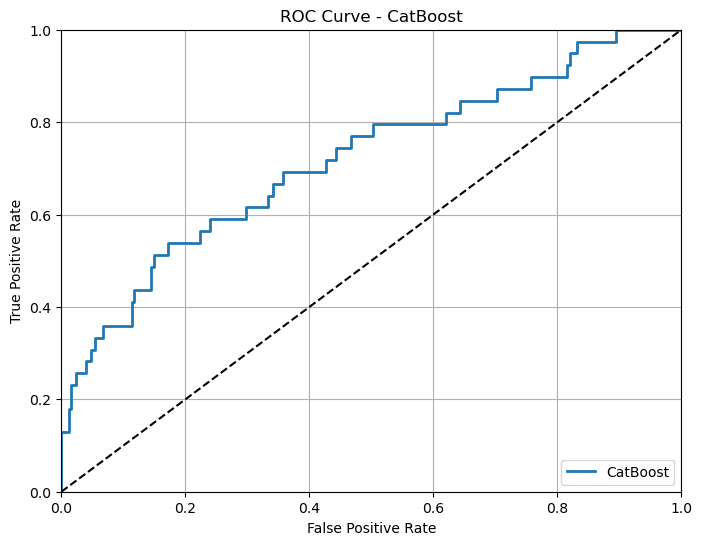 ROC Curve - CatBoost
True Positive Rate
1.0
0.8
0.6
0.4
0.2
0.0
0.0 0.2 0.4 0.6 0.8 1.0
False Positive Rate
CatBoost